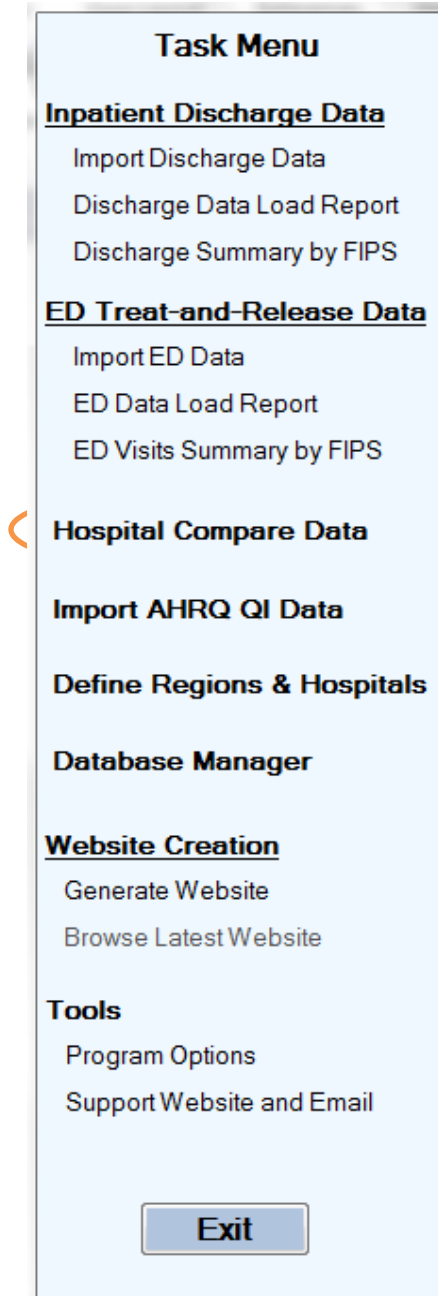 Task Menu
Inpatient Discharge Data
Import Discharge Data
Discharge Data Load Report
Discharge Summary by FIPS
ED Treat-and-Release Data
Import ED Data
ED Data Load Report
ED Visits Summary by FIPS
Hospital Compare Data
Import AHRQ QI Data
Define Regions & Hospitals
Database Manager
Website Creation
Generate Website
Browse Latest Website
Tools
Program Options
Support Website and Email
Exit